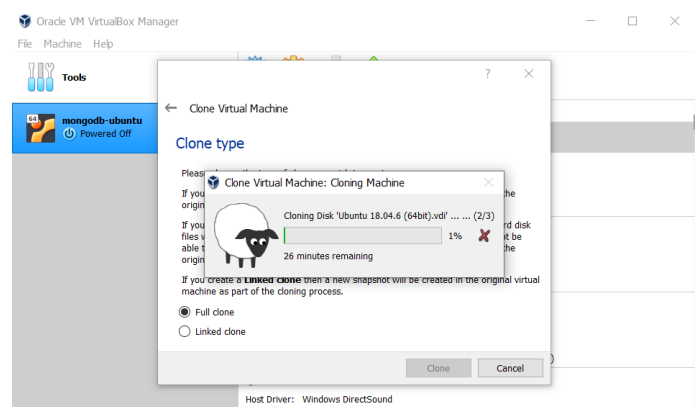 Oracle VM VirtualBox Manager
File Machine Help
Tools
64
mongodb-ubuntu
Powered Off
?
Clone Virtual Machine
Clone type
If you
origin
If you
files
able
origin
Clone Virtual Machine: Cloning Machine
Cloning Disk 'Ubuntu 18.04.6 (64bit).vdi' ... ... (2/3)
1%
26 minutes remaining
the
rd disk
be
the
If you create a Linked clone then a new snapshot will be created in the original virtual
machine as part of the cloning process.
Full clone
Linked clone
Clone Cancel
Host Driver: Windows DirectSound